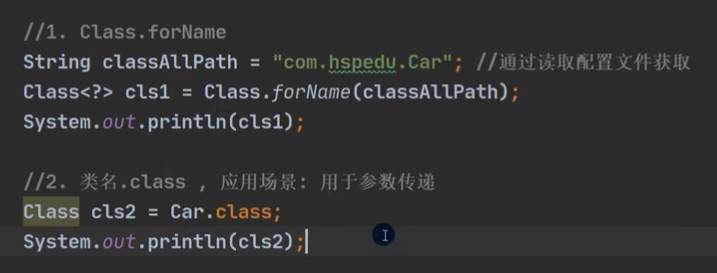 //1. Class.forName
String classAllPath = "com.hspedu.Car"; //通过读取配置文件获取
Class<?> cls1 = Class.forName(classAllPath);
System.out.println(cls1);
//2. 类名.class , 应用场景: 用于参数传递
Class cls2 = Car.class;
System.out.println(cls2);